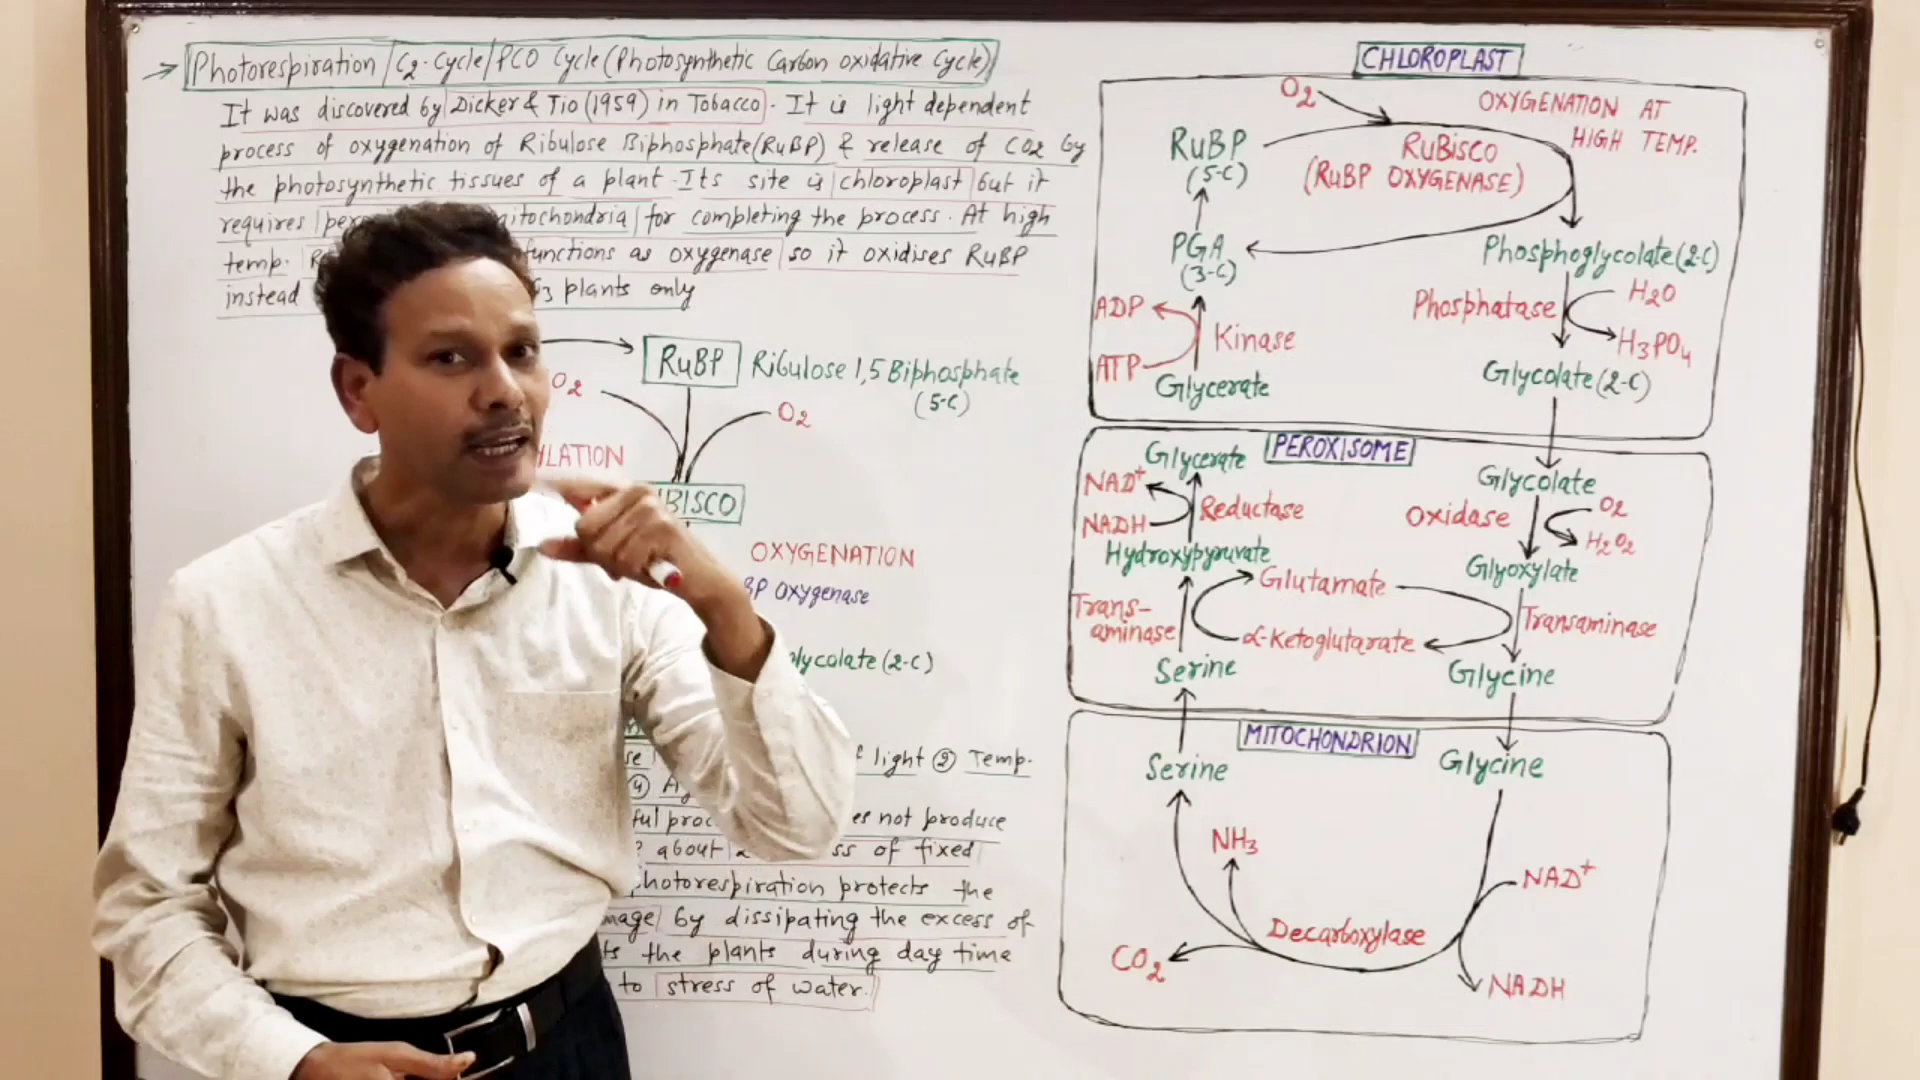 Photorespiration/C2-Cycle/PCO Cycle (Photosynthetic Carbon oxidative Cycle)
It was discovered by Dicker & Tio (1959) in Tobacco. It is light dependent
process of oxygenation of Ribulose Biphosphate (RuBP) & release of CO2 by
the photosynthetic tissues of a plant. Its site is chloroplast but it
requires mitochondria for completing the process. At high
temp. functions as oxygenase so it oxidises RuBP
instead plants only
RuBP Ribulose 1,5 Biphosphate
(5-C)
O2
O2
OXYGENATION
Oxygenase
(2-C)
light ② Temp.
④
not produce
about of fixed
protects the
by dissipating the excess of
the plants during day time
to stress of water.
CHLOROPLAST
O2
OXYGENATION AT
HIGH TEMP.
RuBP
(5-C)
RuBisCO
(RuBP OXYGENASE)
PGA
(3-C)
Phosphoglycolate (2-C)
ADP
Kinase
ATP
Glycerate
Phosphatase
H2O
H3PO4
Glycolate (2-C)
PEROXISOME
Glycerate
NAD+
NADH
Reductase
Hydroxypyruvate
Glycolate
Oxidase
O2
H2O2
Glyoxylate
Glutamate
Trans-
aminase
α-Ketoglutarate
Transaminase
Serine
Glycine
MITOCHONDRION
Serine
Glycine
NH3
NAD+
Decarboxylase
CO2
NADH